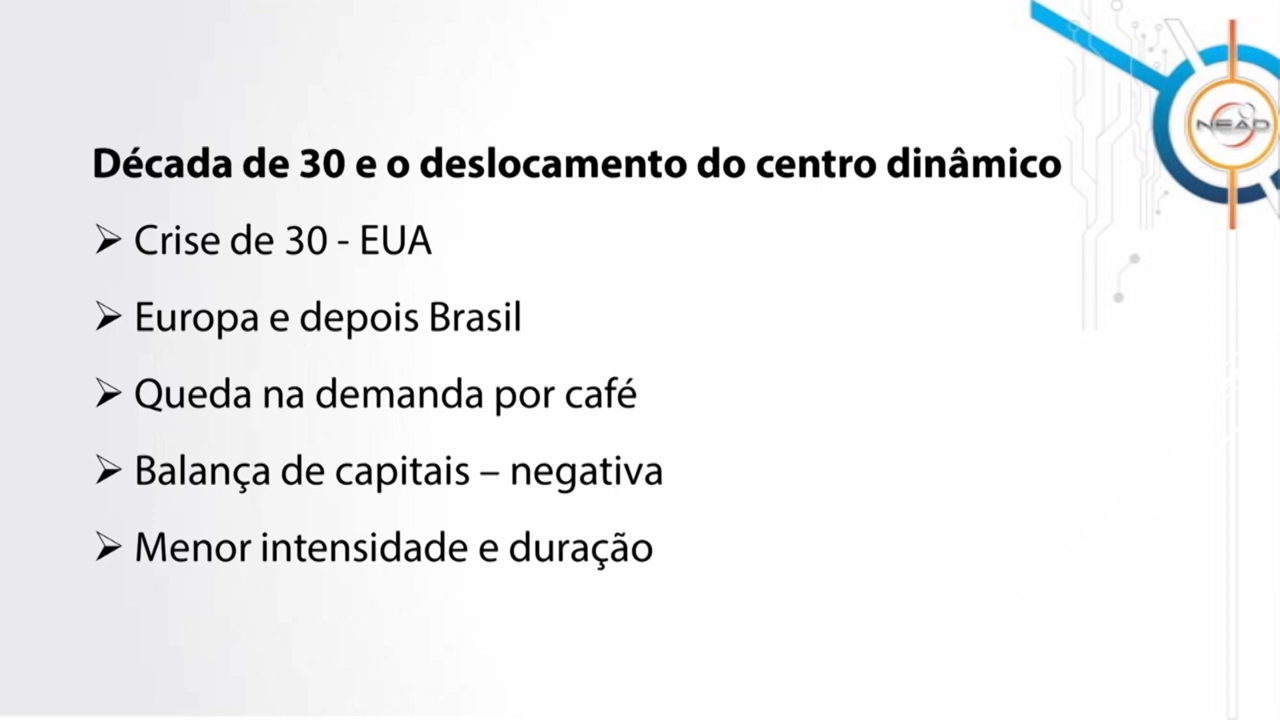 NEAD
Década de 30 e o deslocamento do centro dinâmico
➢ Crise de 30 - EUA
➢ Europa e depois Brasil
➢ Queda na demanda por café
➢ Balança de capitais – negativa
➢ Menor intensidade e duração